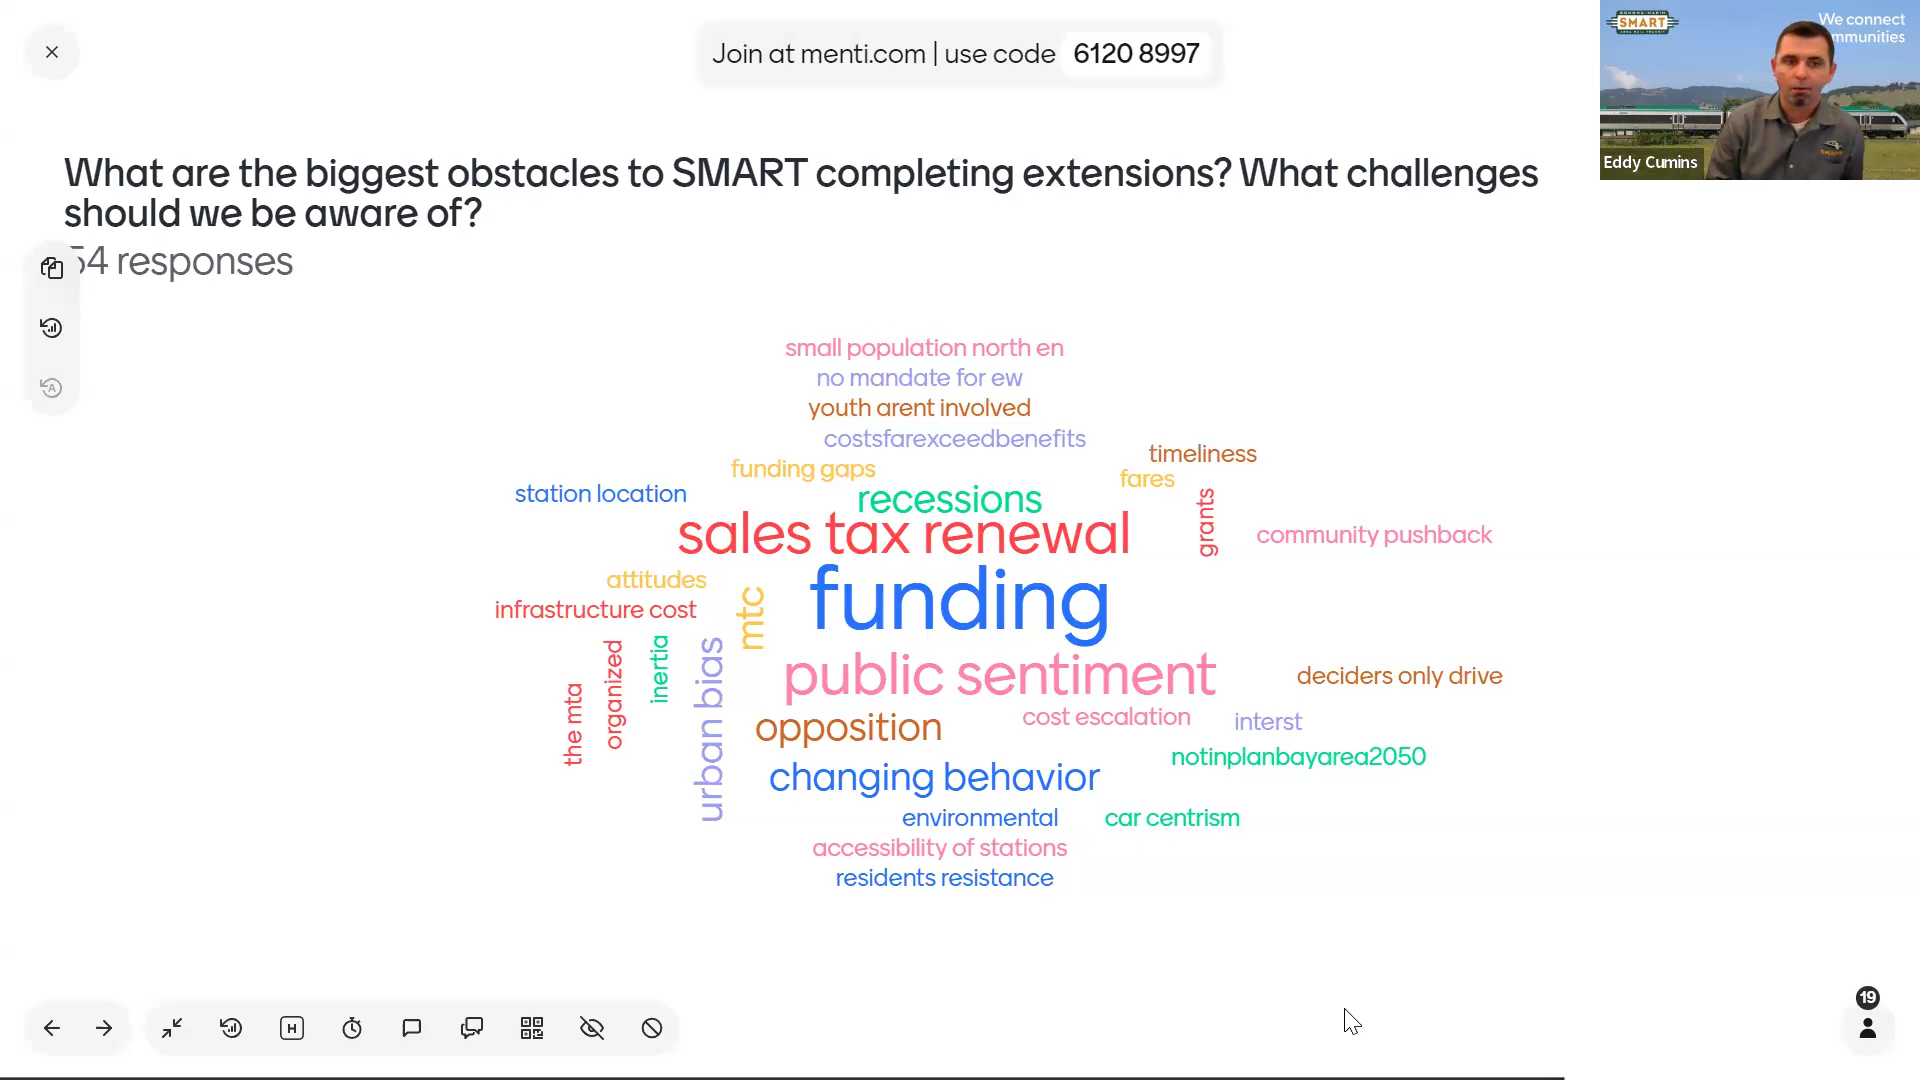 Join at menti.com | use code 6120 8997
What are the biggest obstacles to SMART completing extensions? What challenges
should we be aware of?
54 responses
small population north en
no mandate for ew
youth arent involved
costsfarexceedbenefits
timeliness
funding gaps
fares
station location
recessions
grants
sales tax renewal
community pushback
attitudes
mtc
funding
infrastructure cost
the mta
organized
inertia
urban bias
public sentiment
deciders only drive
cost escalation
interst
opposition
notinplanbayarea2050
changing behavior
environmental
car centrism
accessibility of stations
residents resistance
SMART
We connect
mmunities
Eddy Cumins
SMART
H
A
19